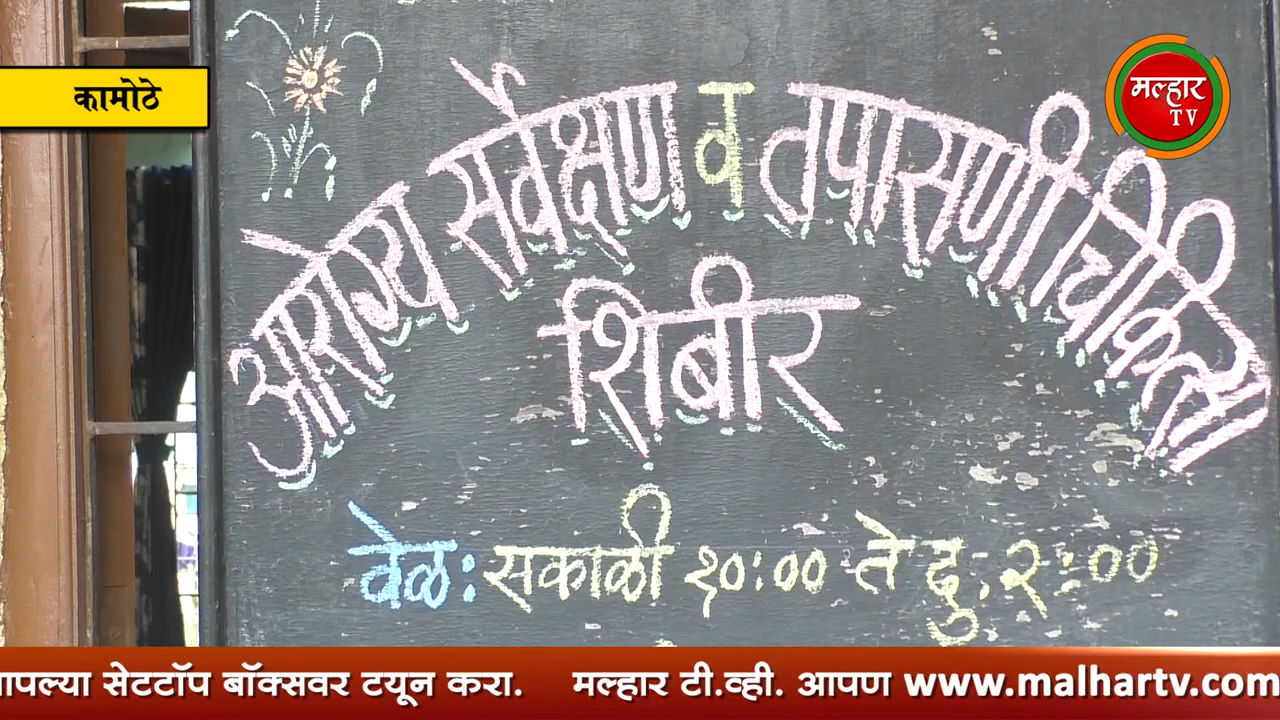 कामोठे
मल्हार
TV
आरोग्य सर्वेक्षण व तपासणी चिकित्सा
शिबीर
वेळ: सकाळी १०:०० ते दु. २:००
आपल्या सेटटॉप बॉक्सवर टयून करा. मल्हार टी.व्ही. आपण www.malhartv.com